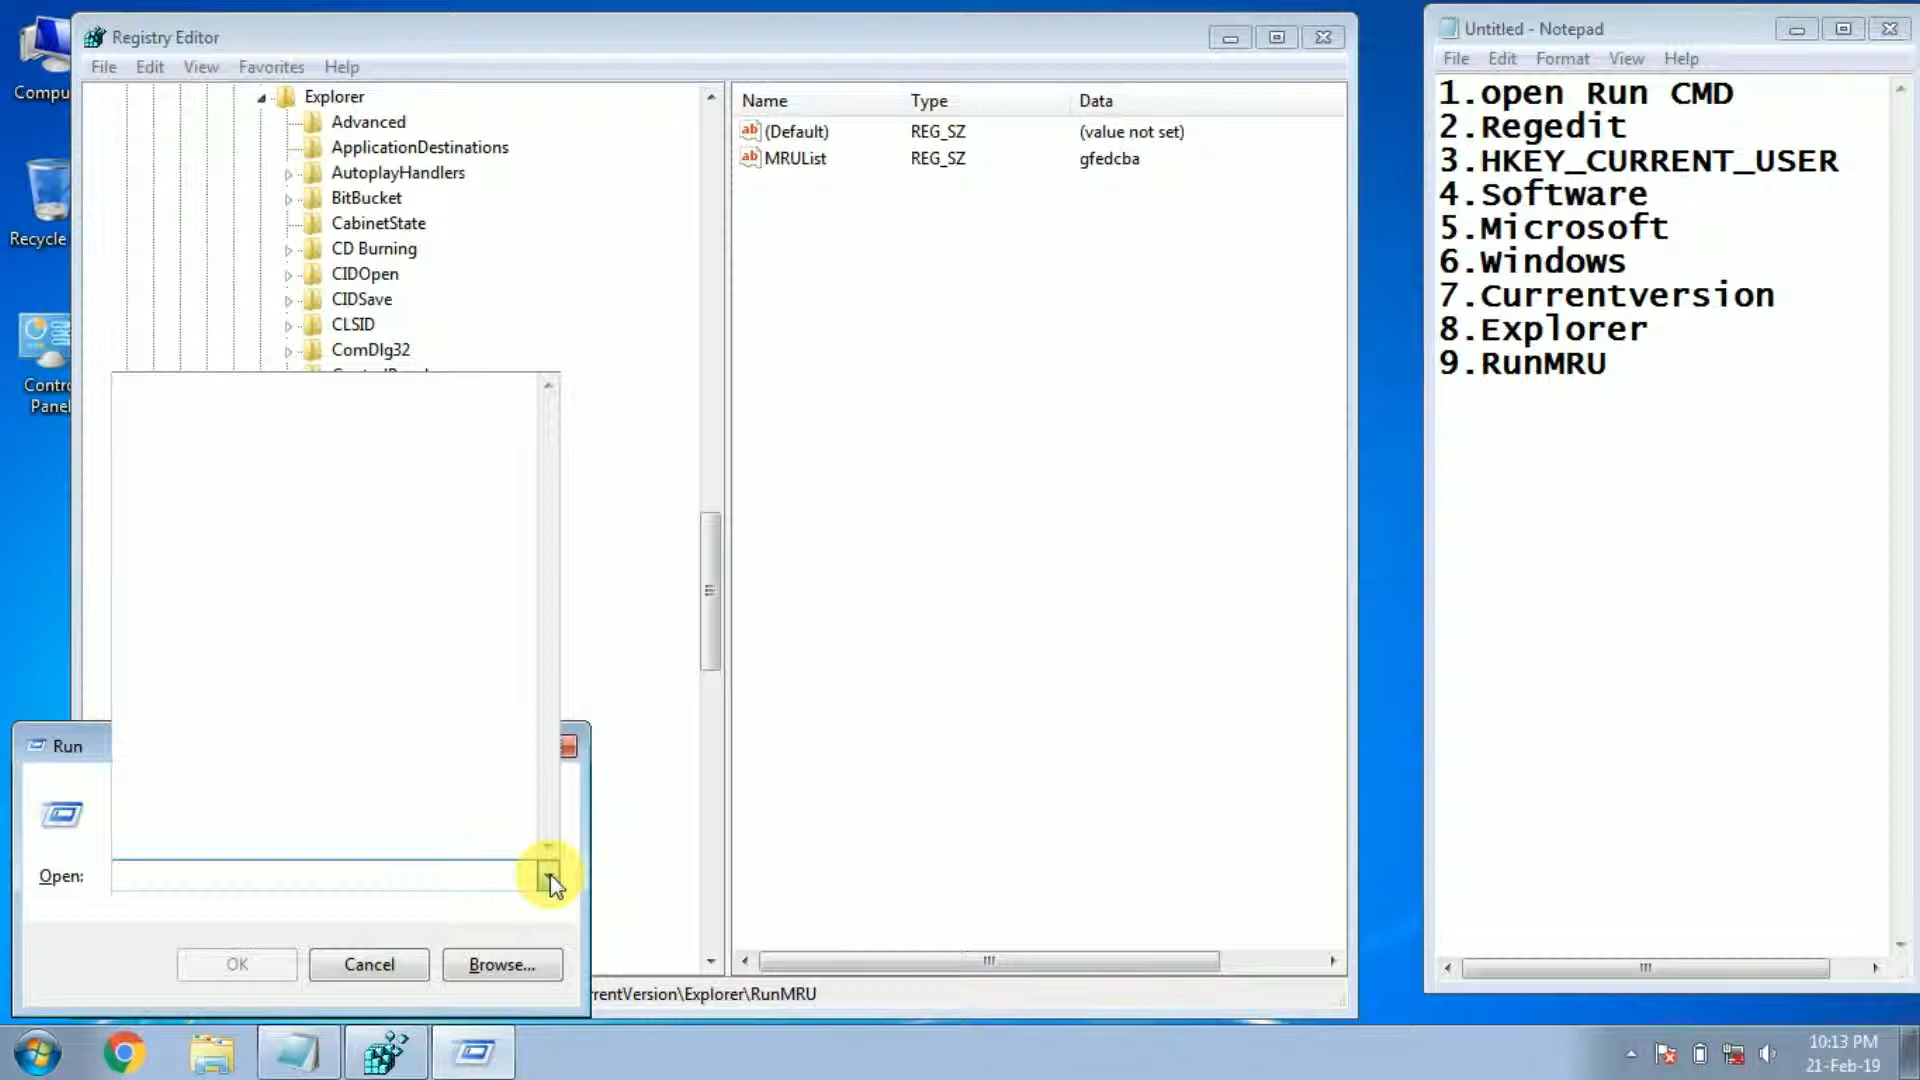 Registry Editor
File Edit View Favorites Help
Explorer
Advanced
ApplicationDestinations
AutoplayHandlers
BitBucket
CabinetState
CD Burning
CIDOpen
CIDSave
CLSID
ComDlg32
Name Type Data
(Default) REG_SZ (value not set)
MRUList REG_SZ gfedcba
rentVersion\Explorer\RunMRU
Run
Open:
OK Cancel Browse...
Untitled - Notepad
File Edit Format View Help
1.open Run CMD
2.Regedit
3.HKEY_CURRENT_USER
4.Software
5.Microsoft
6.Windows
7.Currentversion
8.Explorer
9.RunMRU
Compu
Recycle
Contro
Panel
10:13 PM
21-Feb-19